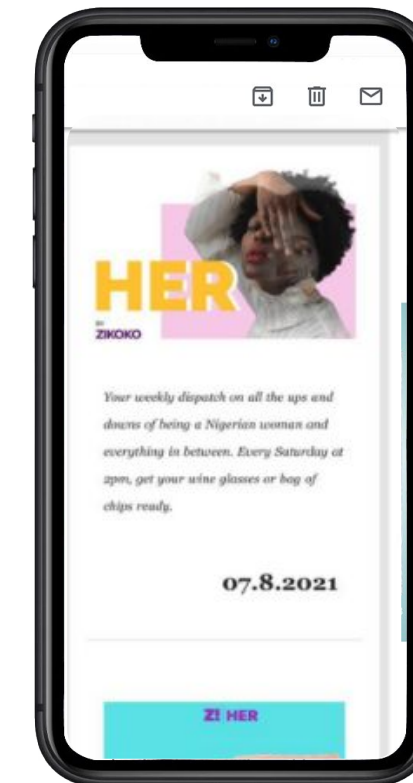 HER
BY
ZIKOKO
Your weekly dispatch on all the ups and
downs of being a Nigerian woman and
everything in between. Every Saturday at
2pm, get your wine glasses or bag of
chips ready.
07.8.2021
Z! HER